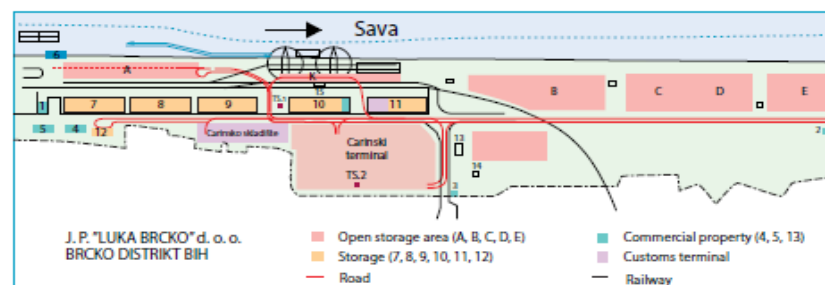 Sava
6
A
K
B
C
D
E
TS
TS.1
1
7
8
9
10
11
5
4
12
Carinsko skladište
Carinski
terminal
TS.2
13
14
3
2
J. P. "LUKA BRCKO" d. o. o.
BRCKO DISTRIKT BIH
Open storage area (A, B, C, D, E)
Storage (7, 8, 9, 10, 11, 12)
Road
Commercial property (4, 5, 13)
Customs terminal
Railway